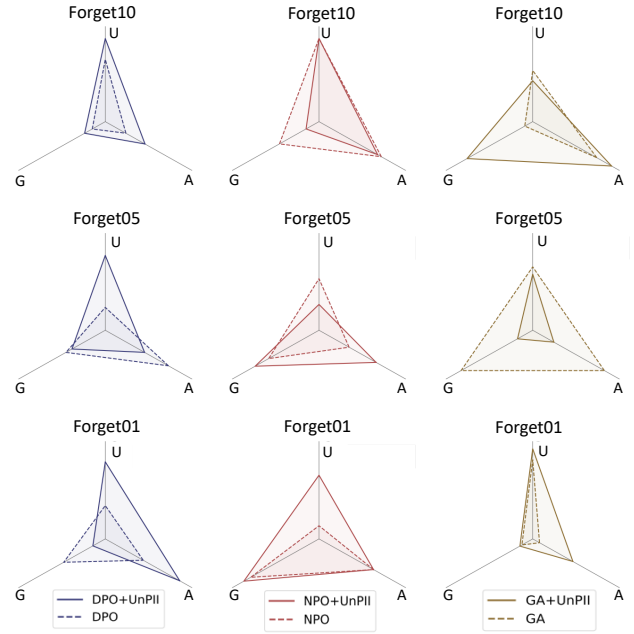 Forget10
U
G
A
Forget10
U
G
A
Forget10
U
G
A
Forget05
U
G
A
Forget05
U
G
A
Forget05
U
G
A
Forget01
U
G
A
DPO+UnPII
DPO
Forget01
U
G
A
NPO+UnPII
NPO
Forget01
U
G
A
GA+UnPII
GA